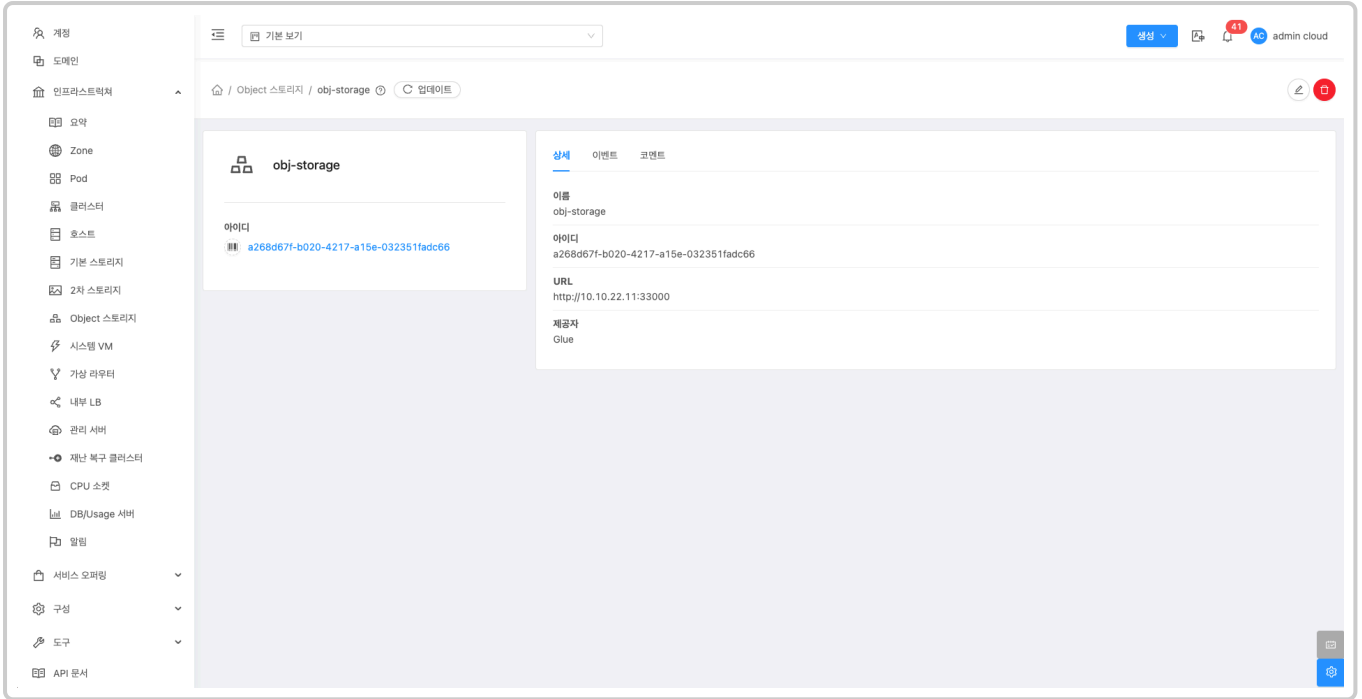 계정
도메인
인프라스트럭쳐
요약
Zone
Pod
클러스터
호스트
기본 스토리지
2차 스토리지
Object 스토리지
시스템 VM
가상 라우터
내부 LB
관리 서버
재난 복구 클러스터
CPU 소켓
DB/Usage 서버
알림
서비스 오퍼링
구성
도구
API 문서
기본 보기
생성
41
AC admin cloud
/ Object 스토리지 / obj-storage 업데이트
obj-storage
아이디
a268d67f-b020-4217-a15e-032351fadc66
상세 이벤트 코멘트
이름
obj-storage
아이디
a268d67f-b020-4217-a15e-032351fadc66
URL
http://10.10.22.11:33000
제공자
Glue